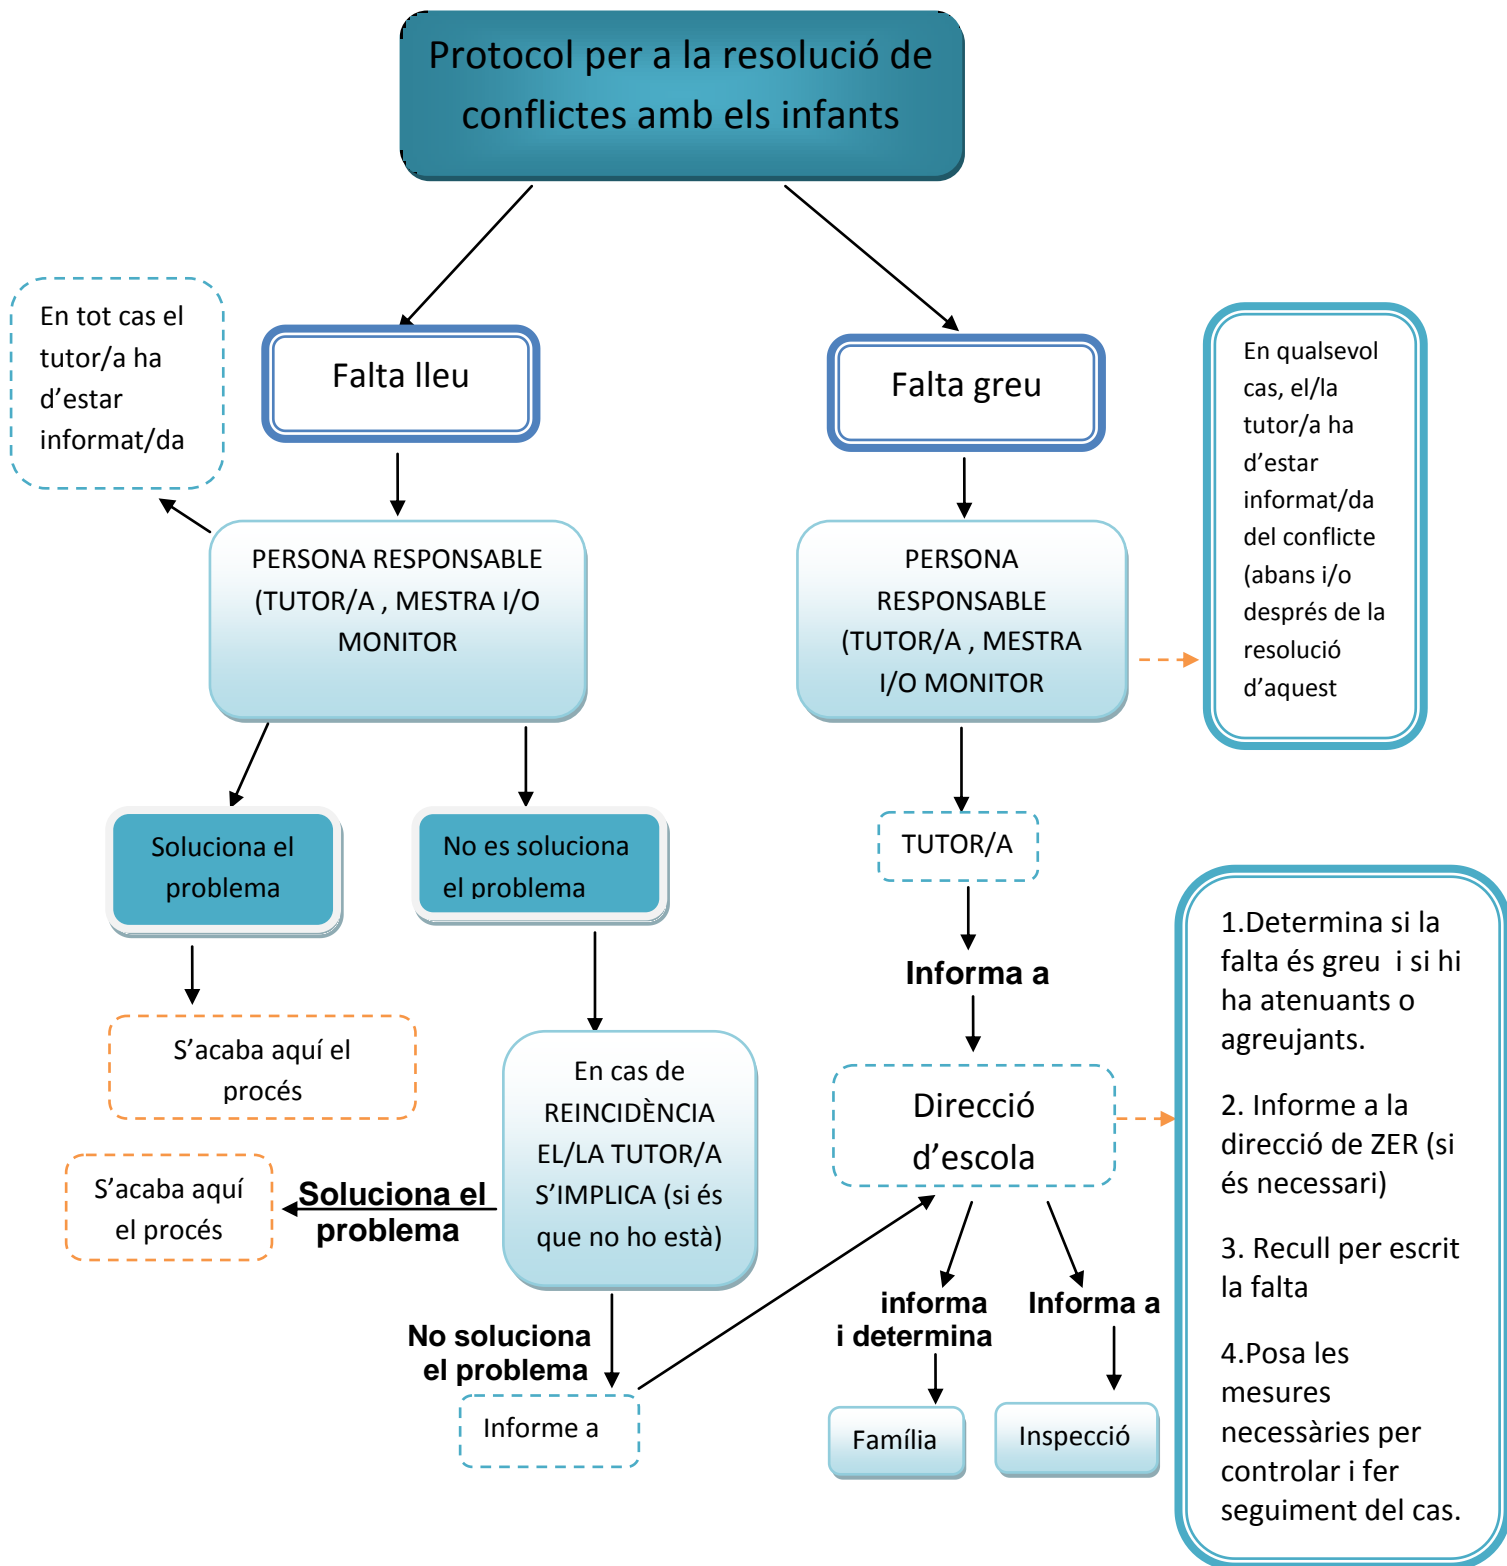 Protocol per a la resolució de
conflictes amb els infants
En tot cas el
tutor/a ha
d’estar
informat/da
Falta lleu
Falta greu
En qualsevol
cas, el/la
tutor/a ha
d’estar
informat/da
del conflicte
(abans i/o
després de la
resolució
d’aquest
PERSONA RESPONSABLE
(TUTOR/A , MESTRA I/O
MONITOR
PERSONA
RESPONSABLE
(TUTOR/A , MESTRA
I/O MONITOR
Soluciona el
problema
No es soluciona
el problema
TUTOR/A
Informa a
S’acaba aquí el
procés
En cas de
REINCIDÈNCIA
EL/LA TUTOR/A
S’IMPLICA (si és
que no ho està)
Direcció
d’escola
1.Determina si la
falta és greu i si hi
ha atenuants o
agreujants.
2. Informe a la
direcció de ZER (si
és necessari)
3. Recull per escrit
la falta
4.Posa les
mesures
necessàries per
controlar i fer
seguiment del cas.
S’acaba aquí
el procés
Soluciona el
problema
No soluciona
el problema
Informe a
informa
i determina
Informa a
Família
Inspecció